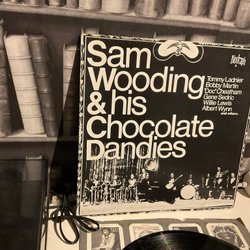 Sam
Wooding
& his
Chocolate
Dandies
Tommy Ladnier
Bobby Martin
'Doc' Cheatham
Gene Sedric
Willie Lewis
Albert Wynn
and others.